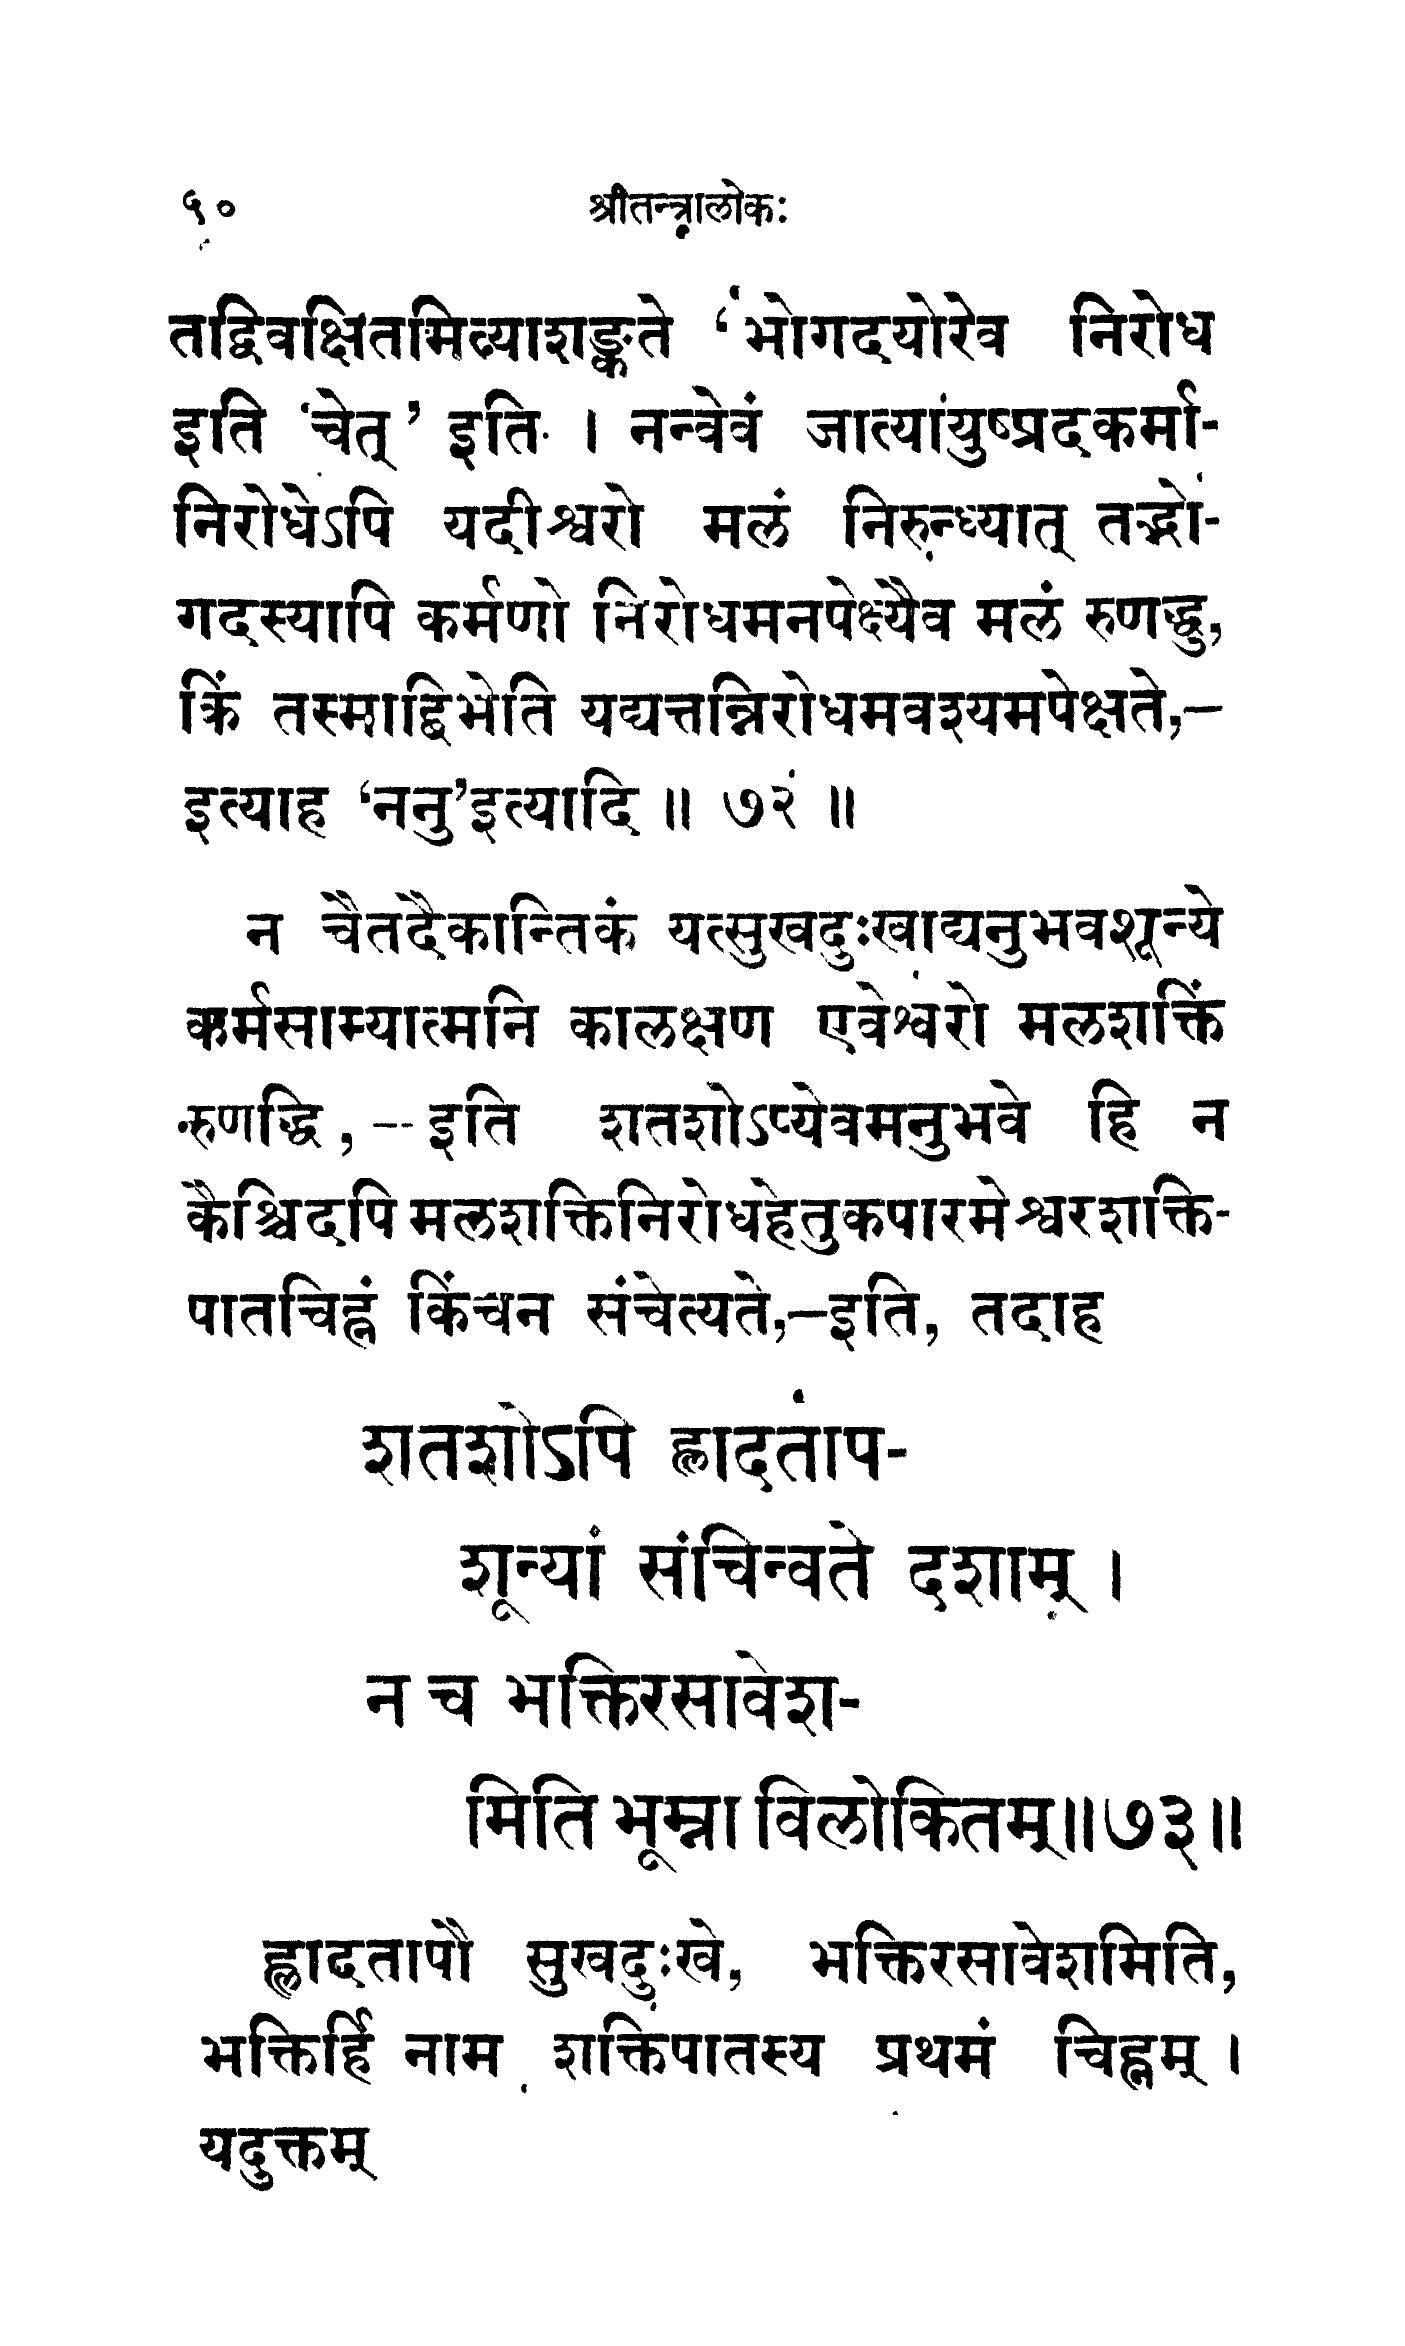 ५०
श्रीतन्त्रालोकः
तद्विवक्षितमित्याशङ्कते ‘भोगदयोरेव निरोध
इति चेत्’ इति । नन्वेवं जात्यायुष्प्रदकर्मा-
निरोधेऽपि यदीश्वरो मलं निरुन्ध्यात् तद्भो-
गदस्यापि कर्मणो निरोधमनपेक्ष्यैव मलं रुणद्धु,
किं तस्माद्बिभेति यद्यत्तन्निरोधमवश्यमपेक्षते,—
इत्याह ‘ननु’इत्यादि ॥ ७२ ॥
न चैतदैकान्तिकं यत्सुखदुःखाद्यनुभवशून्ये
कर्मसाम्यात्मनि कालक्षण एवेश्वरो मलशक्तिं
रुणद्धि,—इति शतशोऽप्येवमनुभवे हि न
कैश्चिदपि मलशक्तिनिरोधहेतुकपारमेश्वरशक्ति-
पातचिह्नं किंचन संचेत्यते,—इति, तदाह
शतशोऽपि ह्लादताप-
शून्यां संचिन्वते दशाम् ।
न च भक्तिरसावेश-
मिति भूम्ना विलोकितम्॥७३॥
ह्लादतापौ सुखदुःखे, भक्तिरसावेशमिति,
भक्तिर्हि नाम शक्तिपातस्य प्रथमं चिह्नम् ।
यदुक्तम्